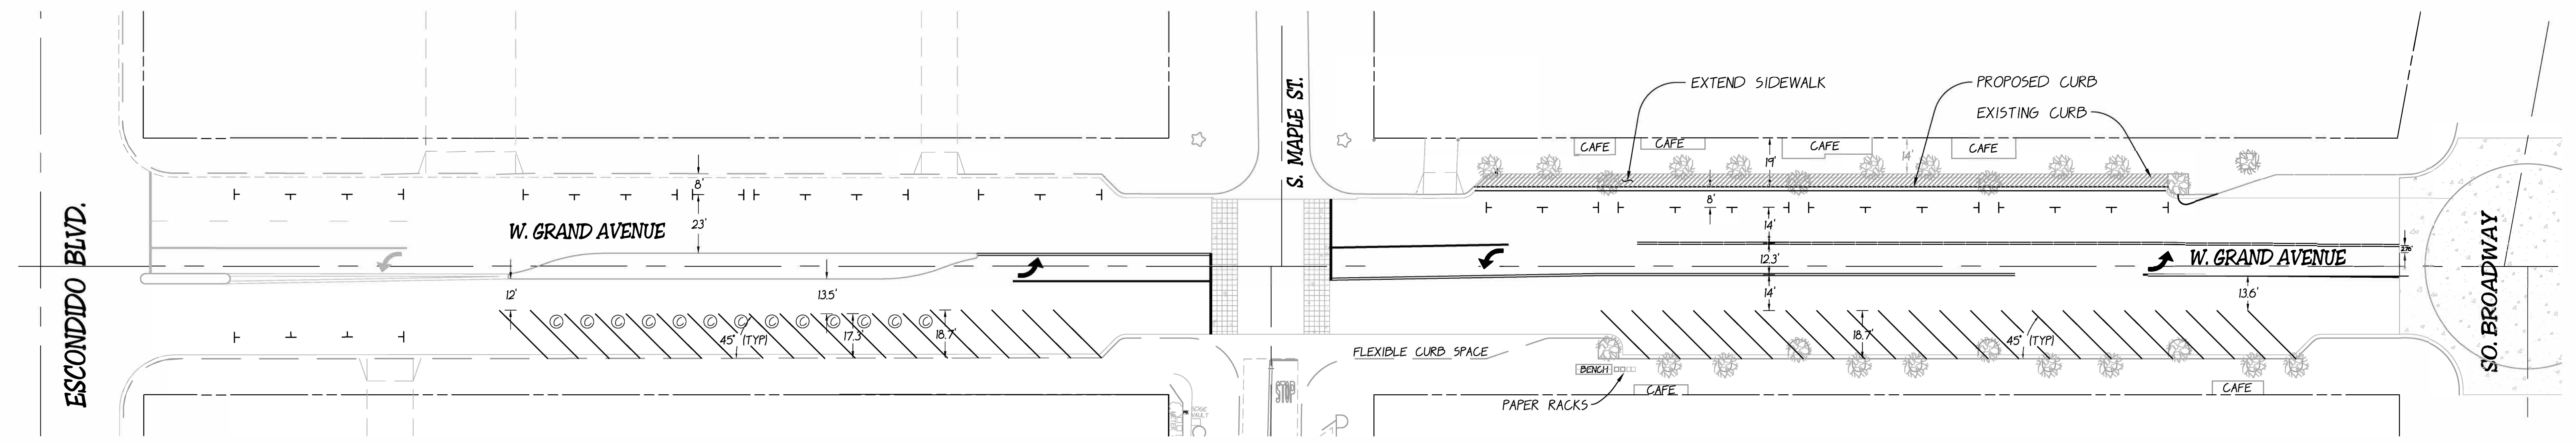 EXTEND SIDEWALK
PROPOSED CURB
EXISTING CURB
S. MAPLE ST.
CAFE
CAFE
CAFE
CAFE
19'
14'
8'
8'
23'
14'
W. GRAND AVENUE
W. GRAND AVENUE
ESCONDIDO BLVD.
SO. BROADWAY
12.3'
12'
13.5'
14'
13.6'
© © © © © © © © © © © © ©
45° (TYP)
17.3'
18.7'
18.7'
45° (TYP)
FLEXIBLE CURB SPACE
BENCH
STOP
CAFE
CAFE
PAPER RACKS